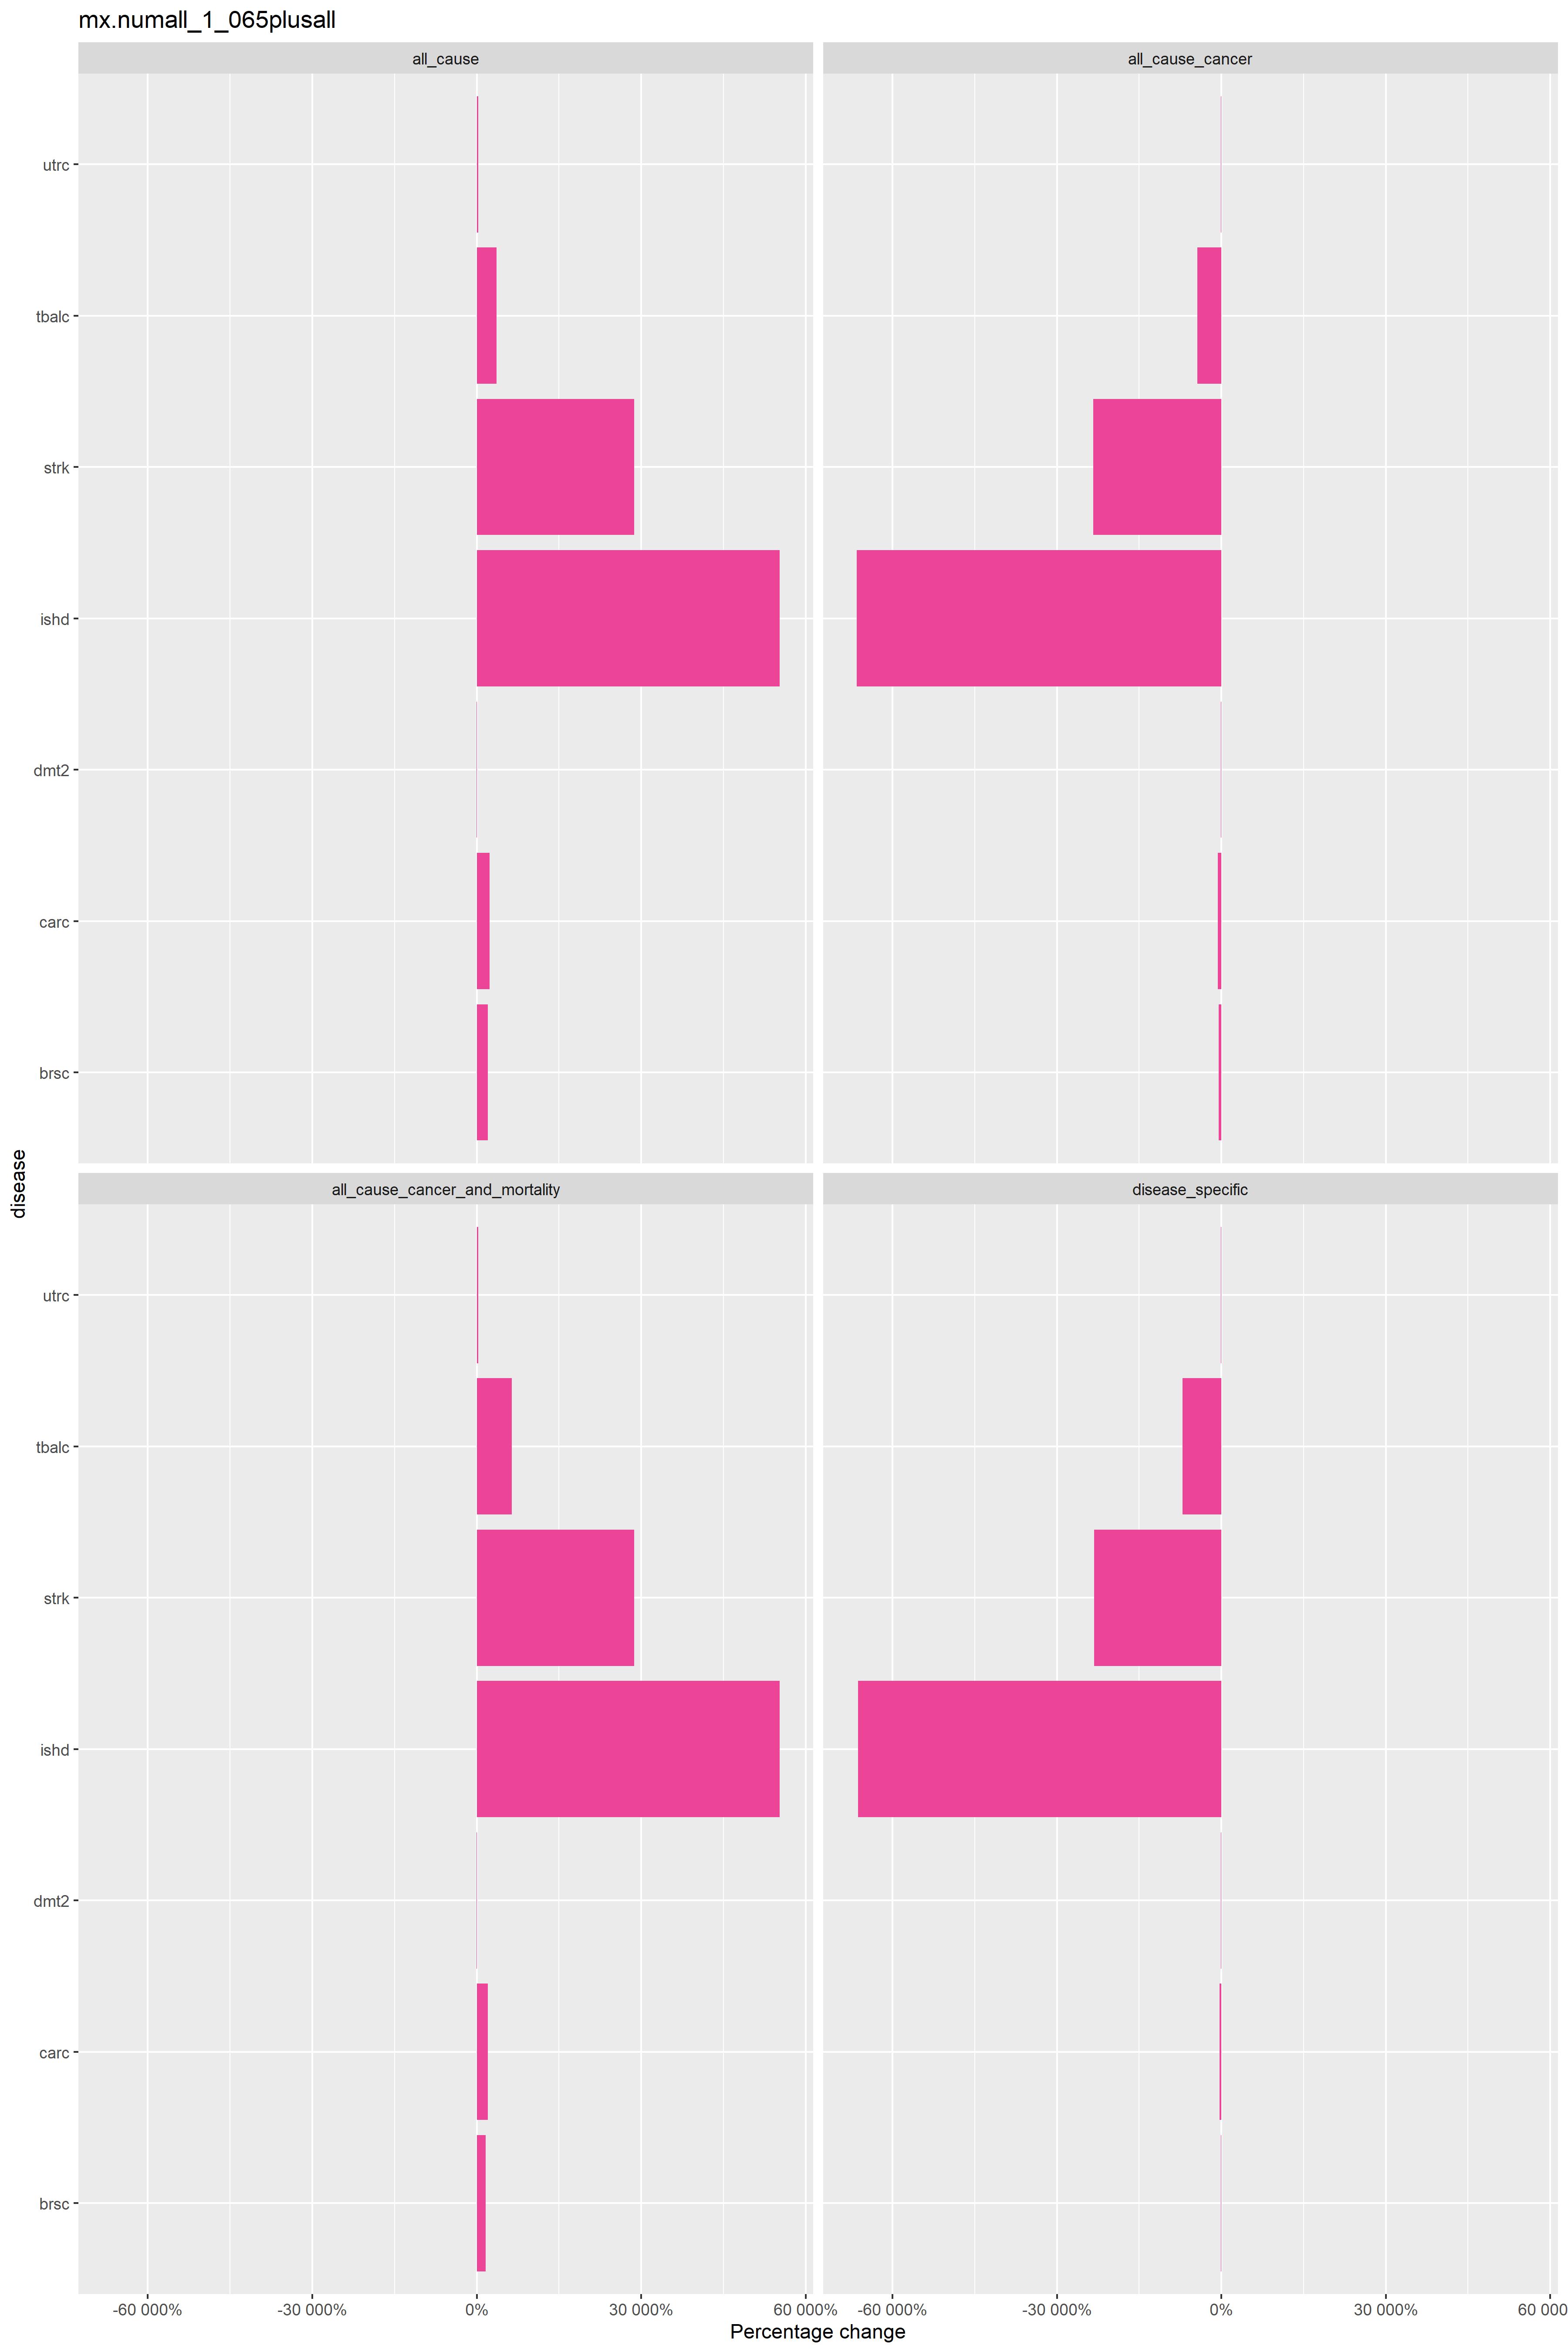 mx.numall_1_065plusall
all_cause
all_cause_cancer
utrc
tbalc
strk
ishd
dmt2
carc
brsc
disease
all_cause_cancer_and_mortality
disease_specific
utrc
tbalc
strk
ishd
dmt2
carc
brsc
-60 000% -30 000% 0% 30 000% 60 000% -60 000% -30 000% 0% 30 000% 60 000
Percentage change